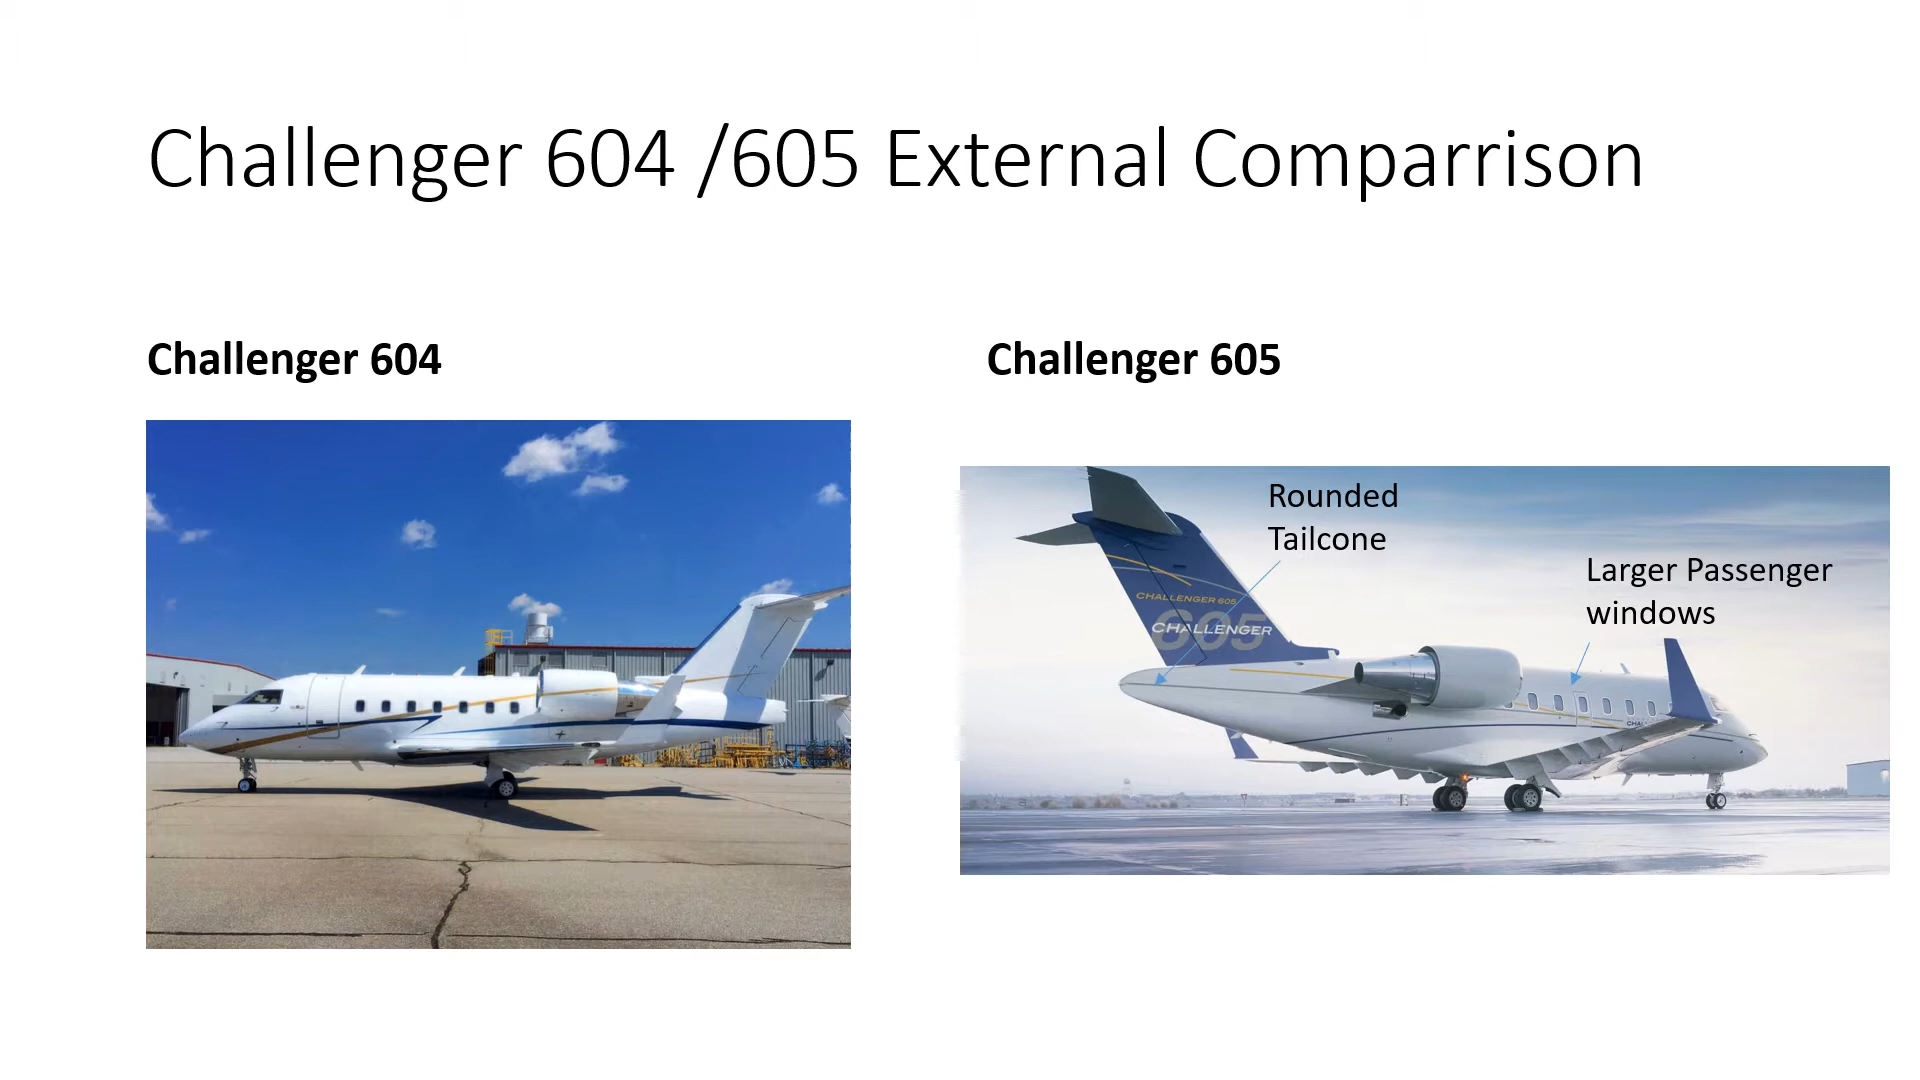 Challenger 604 /605 External Comparrison
Challenger 604
Challenger 605
Rounded
Tailcone
Larger Passenger
windows
CHALLENGER 605
605
CHALLENGER